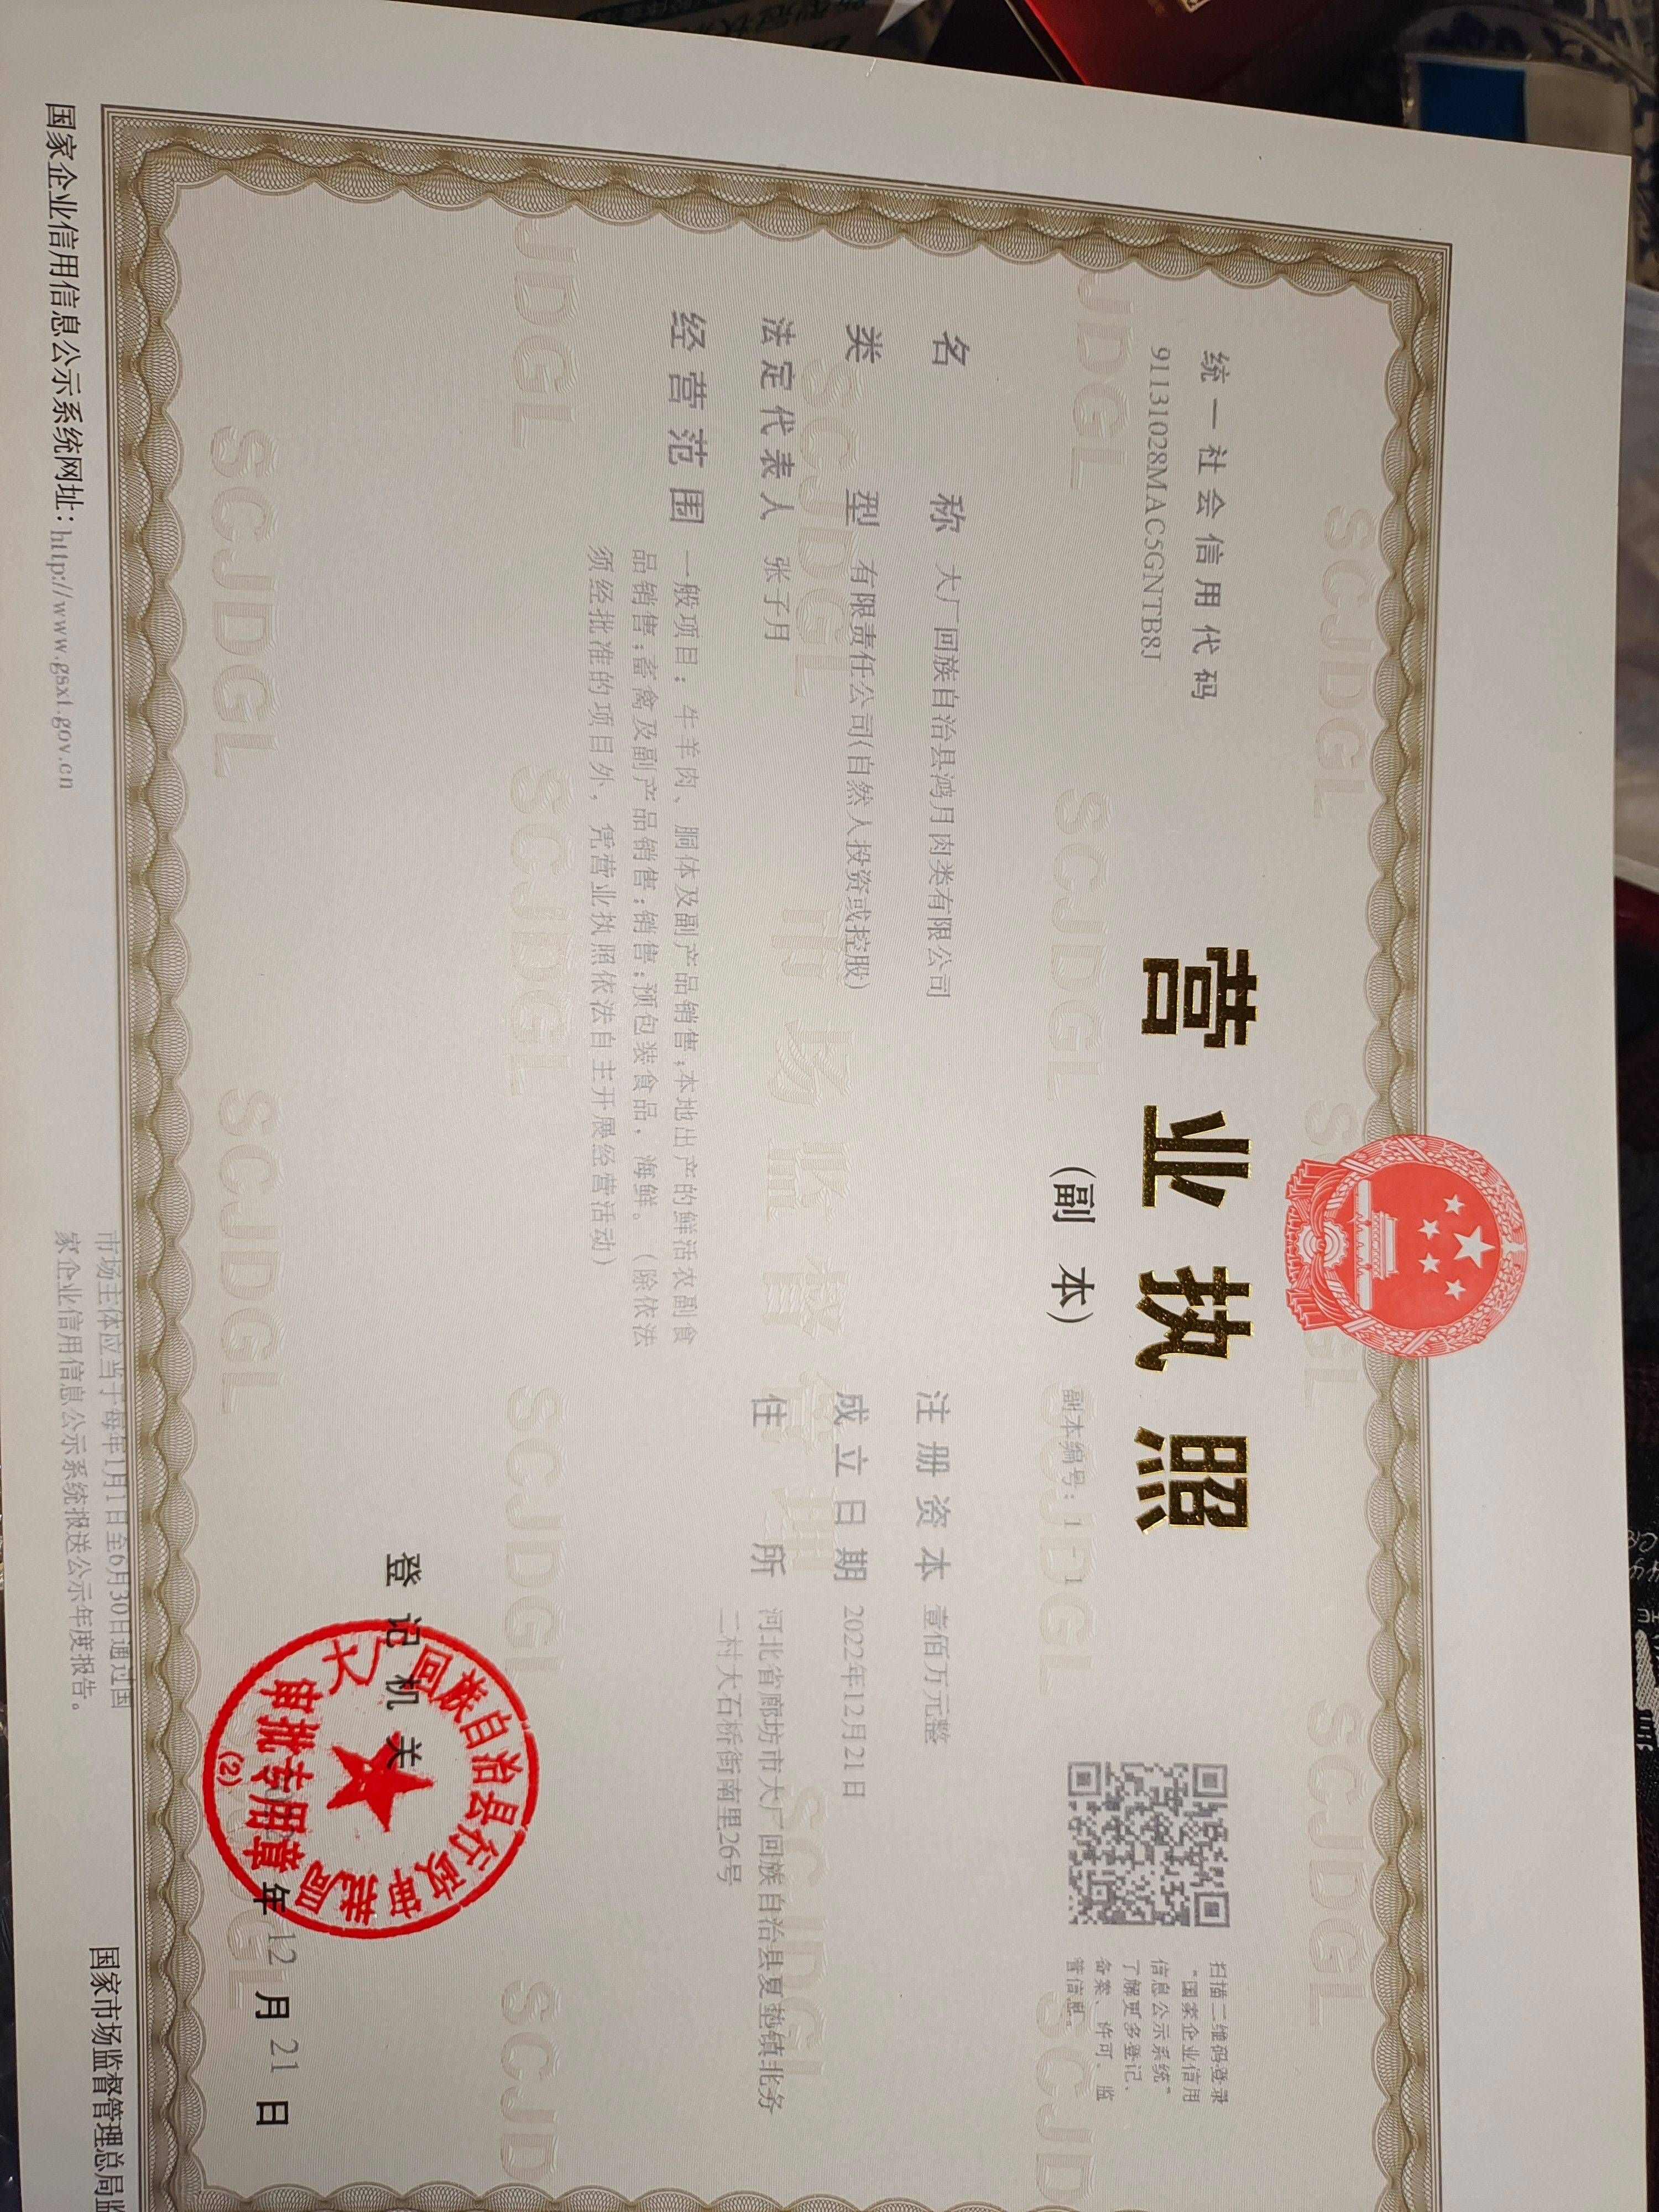 统一社会信用代码
91131028MAC5GNTB8J
营业执照
（副 本）
副本编号：1－1
扫描二维码登录
“国家企业信用
信息公示系统”
了解更多登记、
备案、许可、监
管信息。
名称 大厂回族自治县鸿月肉类有限公司
类型 有限责任公司(自然人投资或控股)
法定代表人 张子月
经营范围 一般项目：牛羊肉、胴体及副产品销售;本地出产的鲜活农副食
品销售;畜禽及副产品销售;销售;预包装食品，海鲜。（除依法
须经批准的项目外，凭营业执照依法自主开展经营活动）
注册资本 壹佰万元整
成立日期 2022年12月21日
住所 河北省廊坊市大厂回族自治县夏垫镇北务
二村大石桥街南里26号
登记机关
大厂回族自治县行政审批局
审批专用章
(2)
年 12 月 21 日
国家企业信用信息公示系统网址：http://www.gsxt.gov.cn
市场主体应当于每年1月1日至6月30日通过国
家企业信用信息公示系统报送公示年度报告。
国家市场监督管理总局监
SCJDGL
市场监督管理